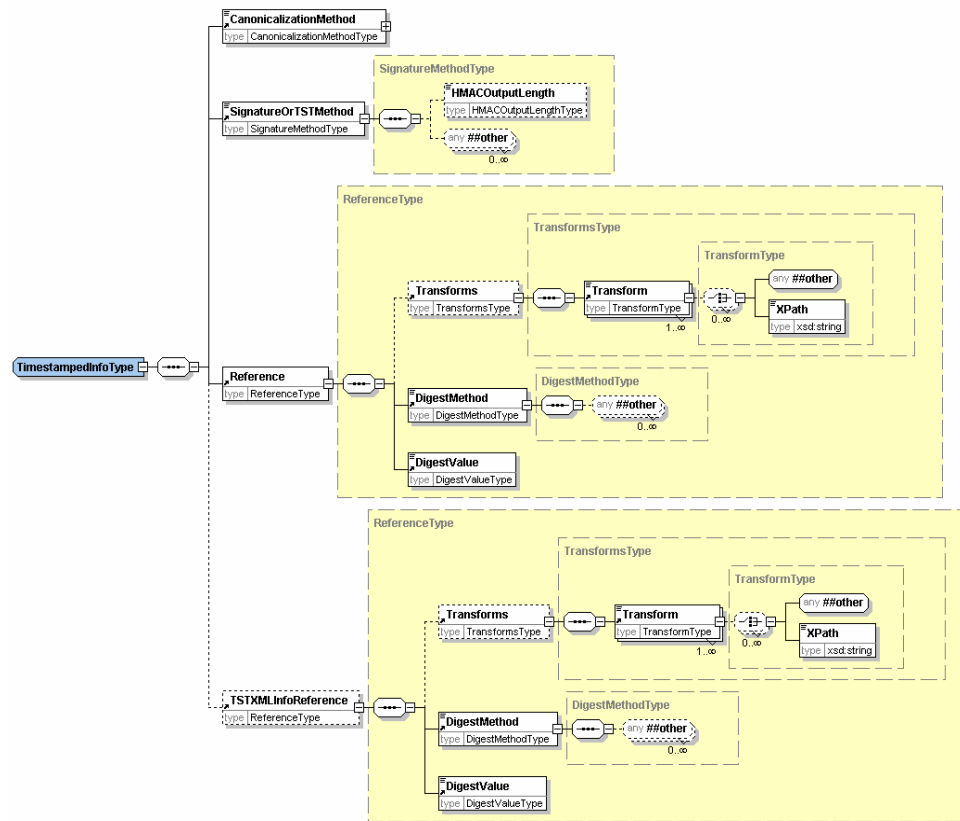 CanonicalizationMethod
type CanonicalizationMethodType
SignatureMethodType
SignatureOrTSTMethod
type SignatureMethodType
HMACOutputLength
type HMACOutputLengthType
any ##other
0..∞
ReferenceType
TransformsType
TransformType
Transforms
type TransformsType
Transform
type TransformType
1..∞
0..∞
any ##other
XPath
type xsd:string
TimestampedInfoType
Reference
type ReferenceType
DigestMethodType
DigestMethod
type DigestMethodType
any ##other
0..∞
DigestValue
type DigestValueType
ReferenceType
TransformsType
TransformType
Transforms
type TransformsType
Transform
type TransformType
1..∞
0..∞
any ##other
XPath
type xsd:string
TSTXMLInfoReference
type ReferenceType
DigestMethodType
DigestMethod
type DigestMethodType
any ##other
0..∞
DigestValue
type DigestValueType